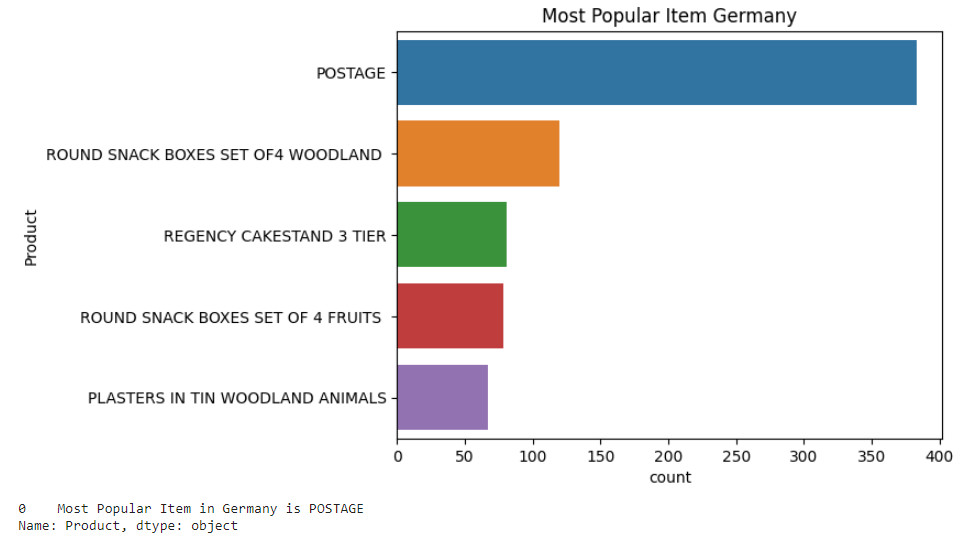 Most Popular Item Germany
POSTAGE
ROUND SNACK BOXES SET OF4 WOODLAND
REGENCY CAKESTAND 3 TIER
ROUND SNACK BOXES SET OF 4 FRUITS
PLASTERS IN TIN WOODLAND ANIMALS
Product
0 50 100 150 200 250 300 350 400
count
0 Most Popular Item in Germany is POSTAGE
Name: Product, dtype: object